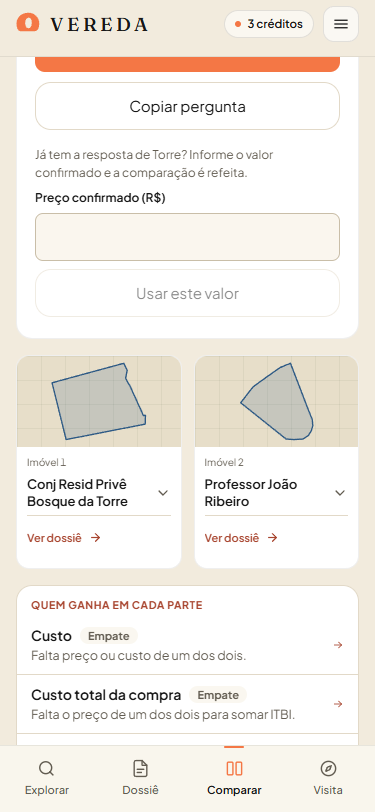 VEREDA
3 créditos
Copiar pergunta
Já tem a resposta de Torre? Informe o valor
confirmado e a comparação é refeita.
Preço confirmado (R$)
Usar este valor
Imóvel 1
Conj Resid Privê
Bosque da Torre
Ver dossiê
Imóvel 2
Professor João
Ribeiro
Ver dossiê
QUEM GANHA EM CADA PARTE
Custo Empate
Falta preço ou custo de um dos dois.
Custo total da compra Empate
Falta o preço de um dos dois para somar ITBI.
Explorar
Dossiê
Comparar
Visita